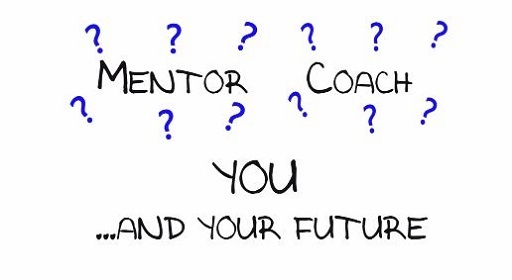 ? ? ? ? ? ?
MENTOR COACH
? ? ? ? ? ?
YOU
...AND YOUR FUTURE